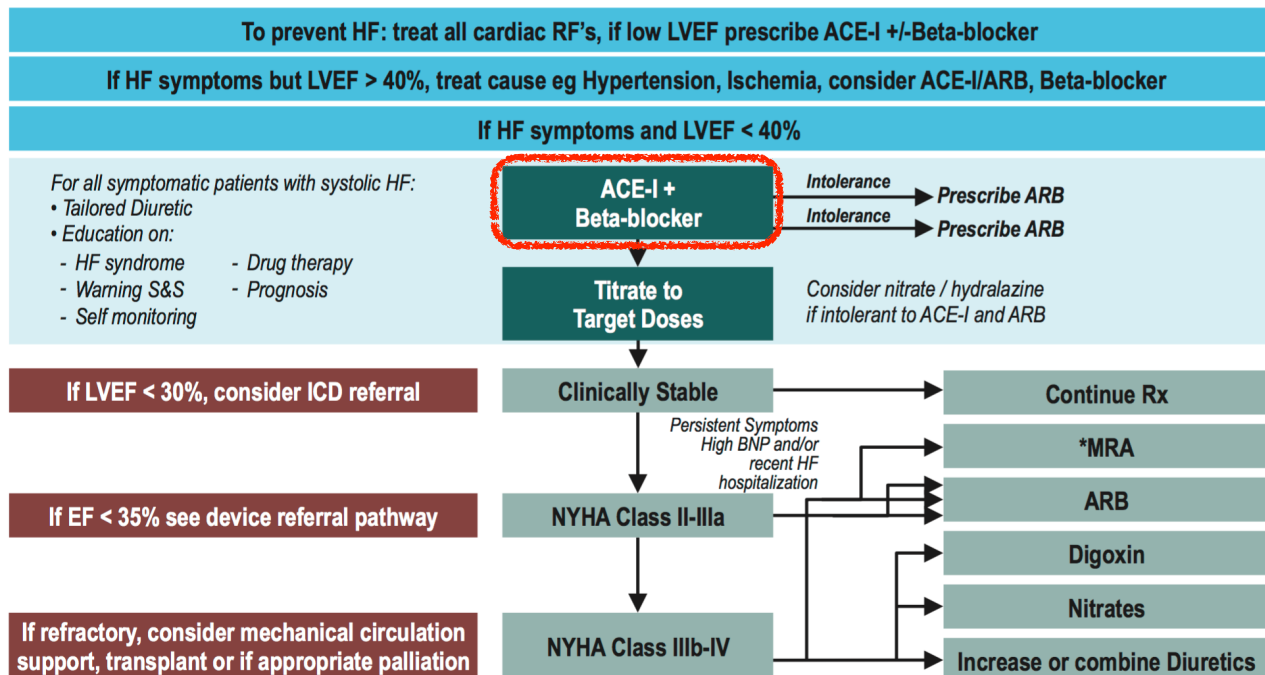 To prevent HF: treat all cardiac RF's, if low LVEF prescribe ACE-I +/-Beta-blocker
If HF symptoms but LVEF > 40%, treat cause eg Hypertension, Ischemia, consider ACE-I/ARB, Beta-blocker
If HF symptoms and LVEF < 40%
For all symptomatic patients with systolic HF:
• Tailored Diuretic
• Education on:
- HF syndrome
- Drug therapy
- Warning S&S
- Prognosis
- Self monitoring
ACE-I +
Beta-blocker
Intolerance
Prescribe ARB
Intolerance
Prescribe ARB
Titrate to
Target Doses
Consider nitrate / hydralazine
if intolerant to ACE-I and ARB
If LVEF < 30%, consider ICD referral
Clinically Stable
Continue Rx
Persistent Symptoms
High BNP and/or
recent HF
hospitalization
*MRA
ARB
If EF < 35% see device referral pathway
NYHA Class II-IIIa
Digoxin
Nitrates
If refractory, consider mechanical circulation
support, transplant or if appropriate palliation
NYHA Class IIIb-IV
Increase or combine Diuretics